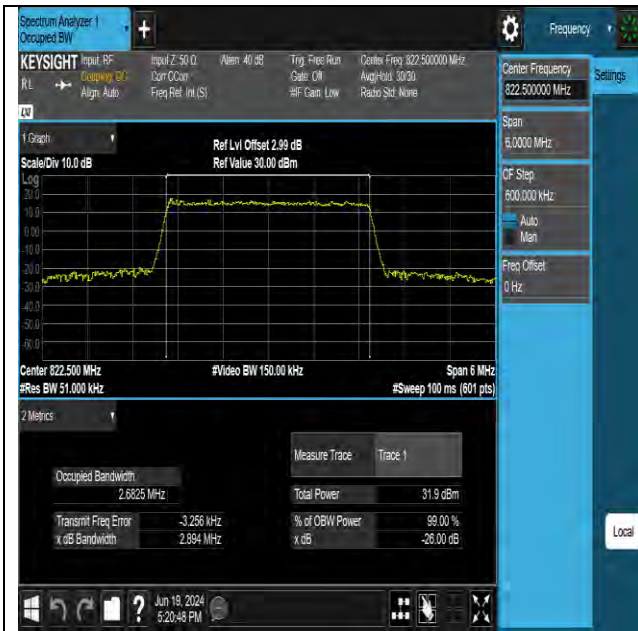 Spectrum Analyzer 1
Occupied BW
+
Frequency
KEYSIGHT
RL
LXI
Input: RF
Coupling: DC
Align: Auto
Input Z: 50 Ω
Corr CCorr
Freq Ref: Int (S)
Atten: 40 dB
Trig: Free Run
Gate: Off
#IF Gain: Low
Center Freq: 822.500000 MHz
Avg|Hold: 30/30
Radio Std: None
Center Frequency
822.500000 MHz
Settings
Span
6.0000 MHz
CF Step
600.000 kHz
Auto
Man
Freq Offset
0 Hz
1 Graph
Scale/Div 10.0 dB
Ref Lvl Offset 2.99 dB
Ref Value 30.00 dBm
Log
20.0
10.0
0.00
-10.0
-20.0
-30.0
-40.0
-50.0
-60.0
Center 822.500 MHz
#Video BW 150.00 kHz
Span 6 MHz
#Res BW 51.000 kHz
#Sweep 100 ms (601 pts)
2 Metrics
Measure Trace
Trace 1
Occupied Bandwidth
2.6825 MHz
Total Power
31.9 dBm
Transmit Freq Error
-3.256 kHz
% of OBW Power
99.00 %
x dB Bandwidth
2.894 MHz
x dB
-26.00 dB
Local
?
Jun 19, 2024
5:20:48 PM